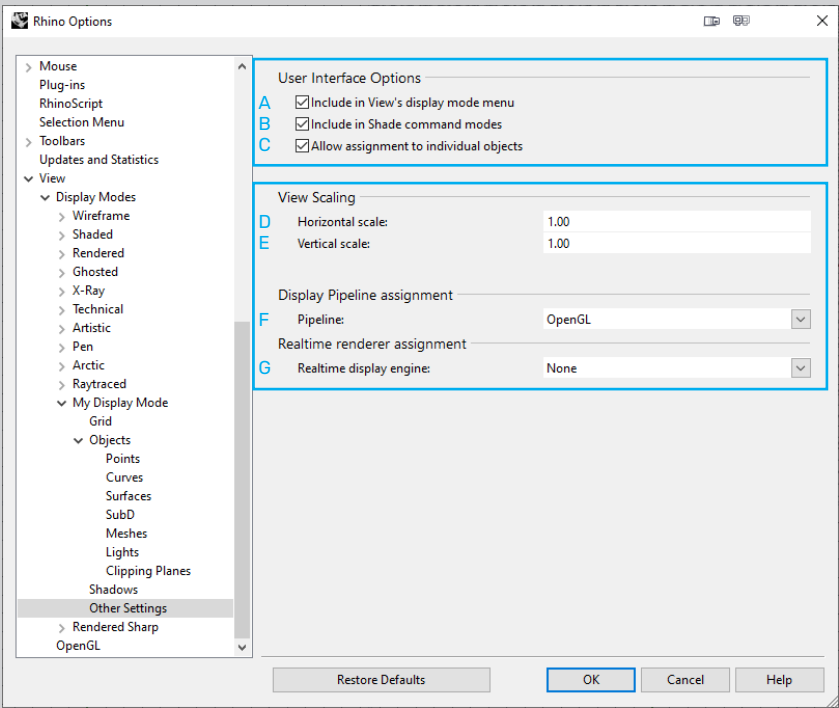 Rhino Options
Mouse
Plug-ins
RhinoScript
Selection Menu
Toolbars
Updates and Statistics
View
Display Modes
Wireframe
Shaded
Rendered
Ghosted
X-Ray
Technical
Artistic
Pen
Arctic
Raytraced
My Display Mode
Grid
Objects
Points
Curves
Surfaces
SubD
Meshes
Lights
Clipping Planes
Shadows
Other Settings
Rendered Sharp
OpenGL
User Interface Options
A Include in View's display mode menu
B Include in Shade command modes
C Allow assignment to individual objects
View Scaling
D Horizontal scale: 1.00
E Vertical scale: 1.00
Display Pipeline assignment
F Pipeline: OpenGL
Realtime renderer assignment
G Realtime display engine: None
Restore Defaults OK Cancel Help